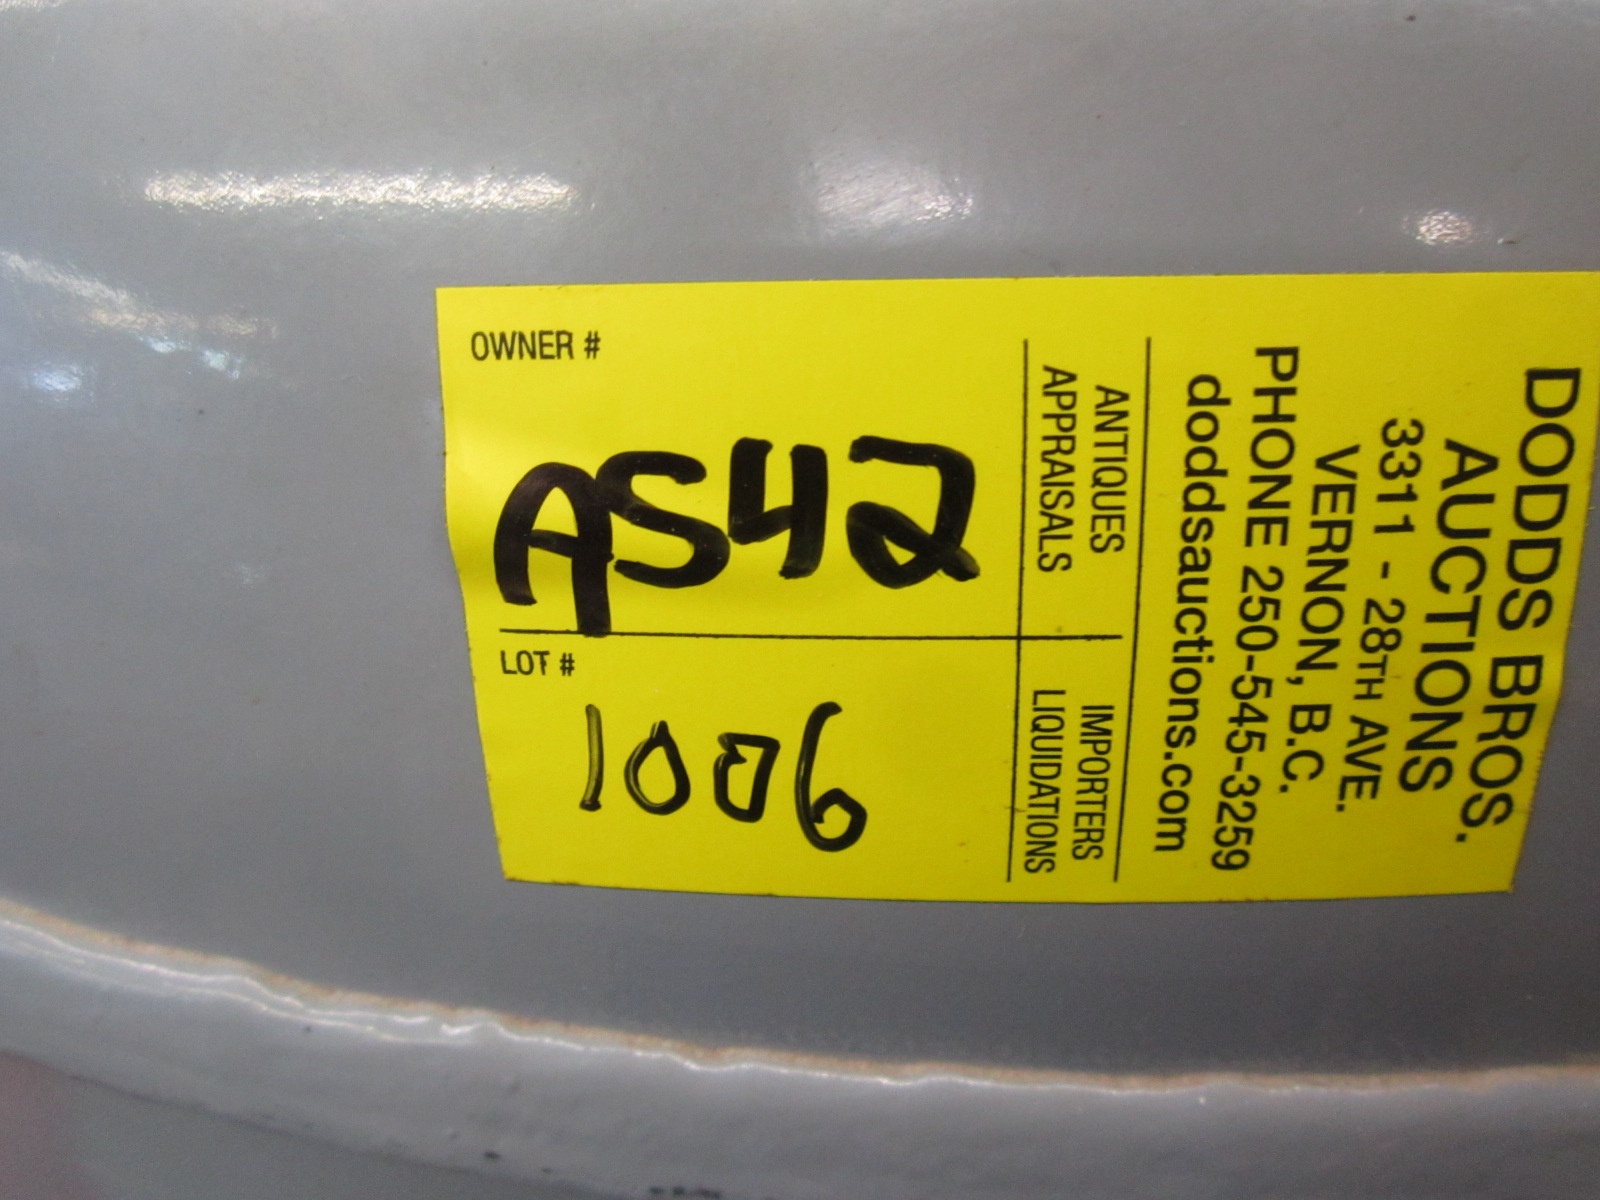 OWNER #
AS42
LOT #
1006
ANTIQUES
APPRAISALS
IMPORTERS
LIQUIDATIONS
DODDS BROS.
AUCTIONS
3311 - 28TH AVE.
VERNON, B.C.
PHONE 250-545-3259
doddsauctions.com